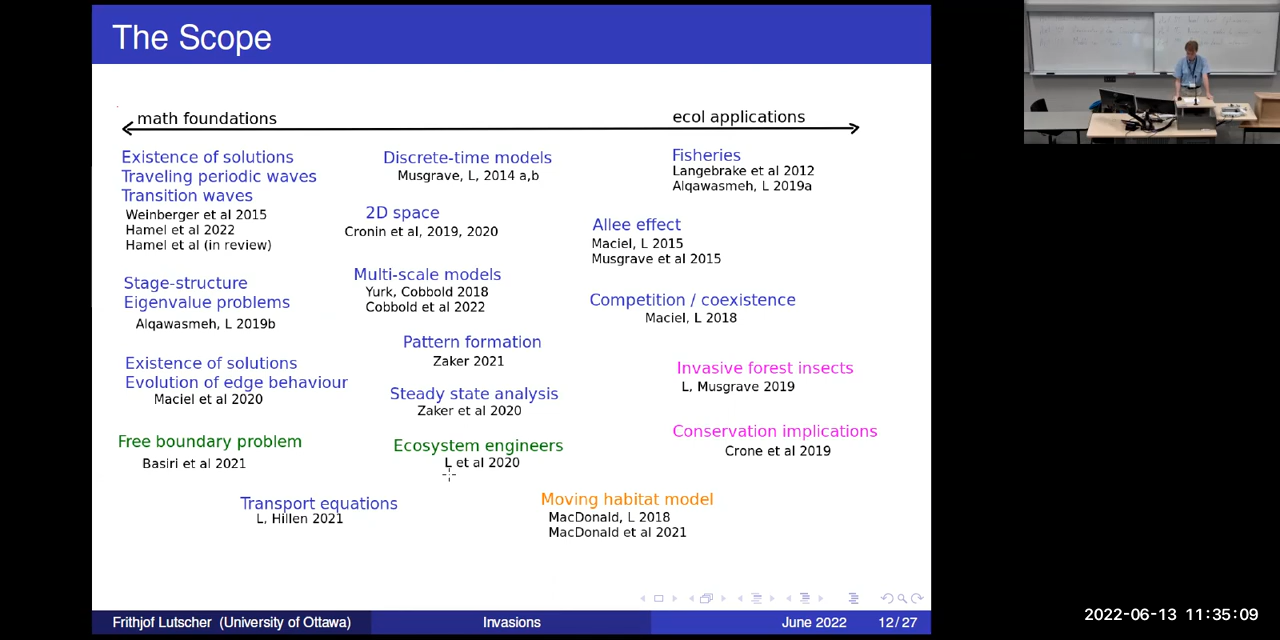 The Scope
math foundations
ecol applications
Existence of solutions
Traveling periodic waves
Transition waves
Weinberger et al 2015
Hamel et al 2022
Hamel et al (in review)
Stage-structure
Eigenvalue problems
Alqawasmeh, L 2019b
Existence of solutions
Evolution of edge behaviour
Maciel et al 2020
Free boundary problem
Basiri et al 2021
Transport equations
L, Hillen 2021
Discrete-time models
Musgrave, L, 2014 a,b
2D space
Cronin et al, 2019, 2020
Multi-scale models
Yurk, Cobbold 2018
Cobbold et al 2022
Pattern formation
Zaker 2021
Steady state analysis
Zaker et al 2020
Ecosystem engineers
L et al 2020
Moving habitat model
MacDonald, L 2018
MacDonald et al 2021
Fisheries
Langebrake et al 2012
Alqawasmeh, L 2019a
Allee effect
Maciel, L 2015
Musgrave et al 2015
Competition / coexistence
Maciel, L 2018
Invasive forest insects
L, Musgrave 2019
Conservation implications
Crone et al 2019
Frithjof Lutscher (University of Ottawa)
Invasions
June 2022
12/27
2022-06-13 11:35:09